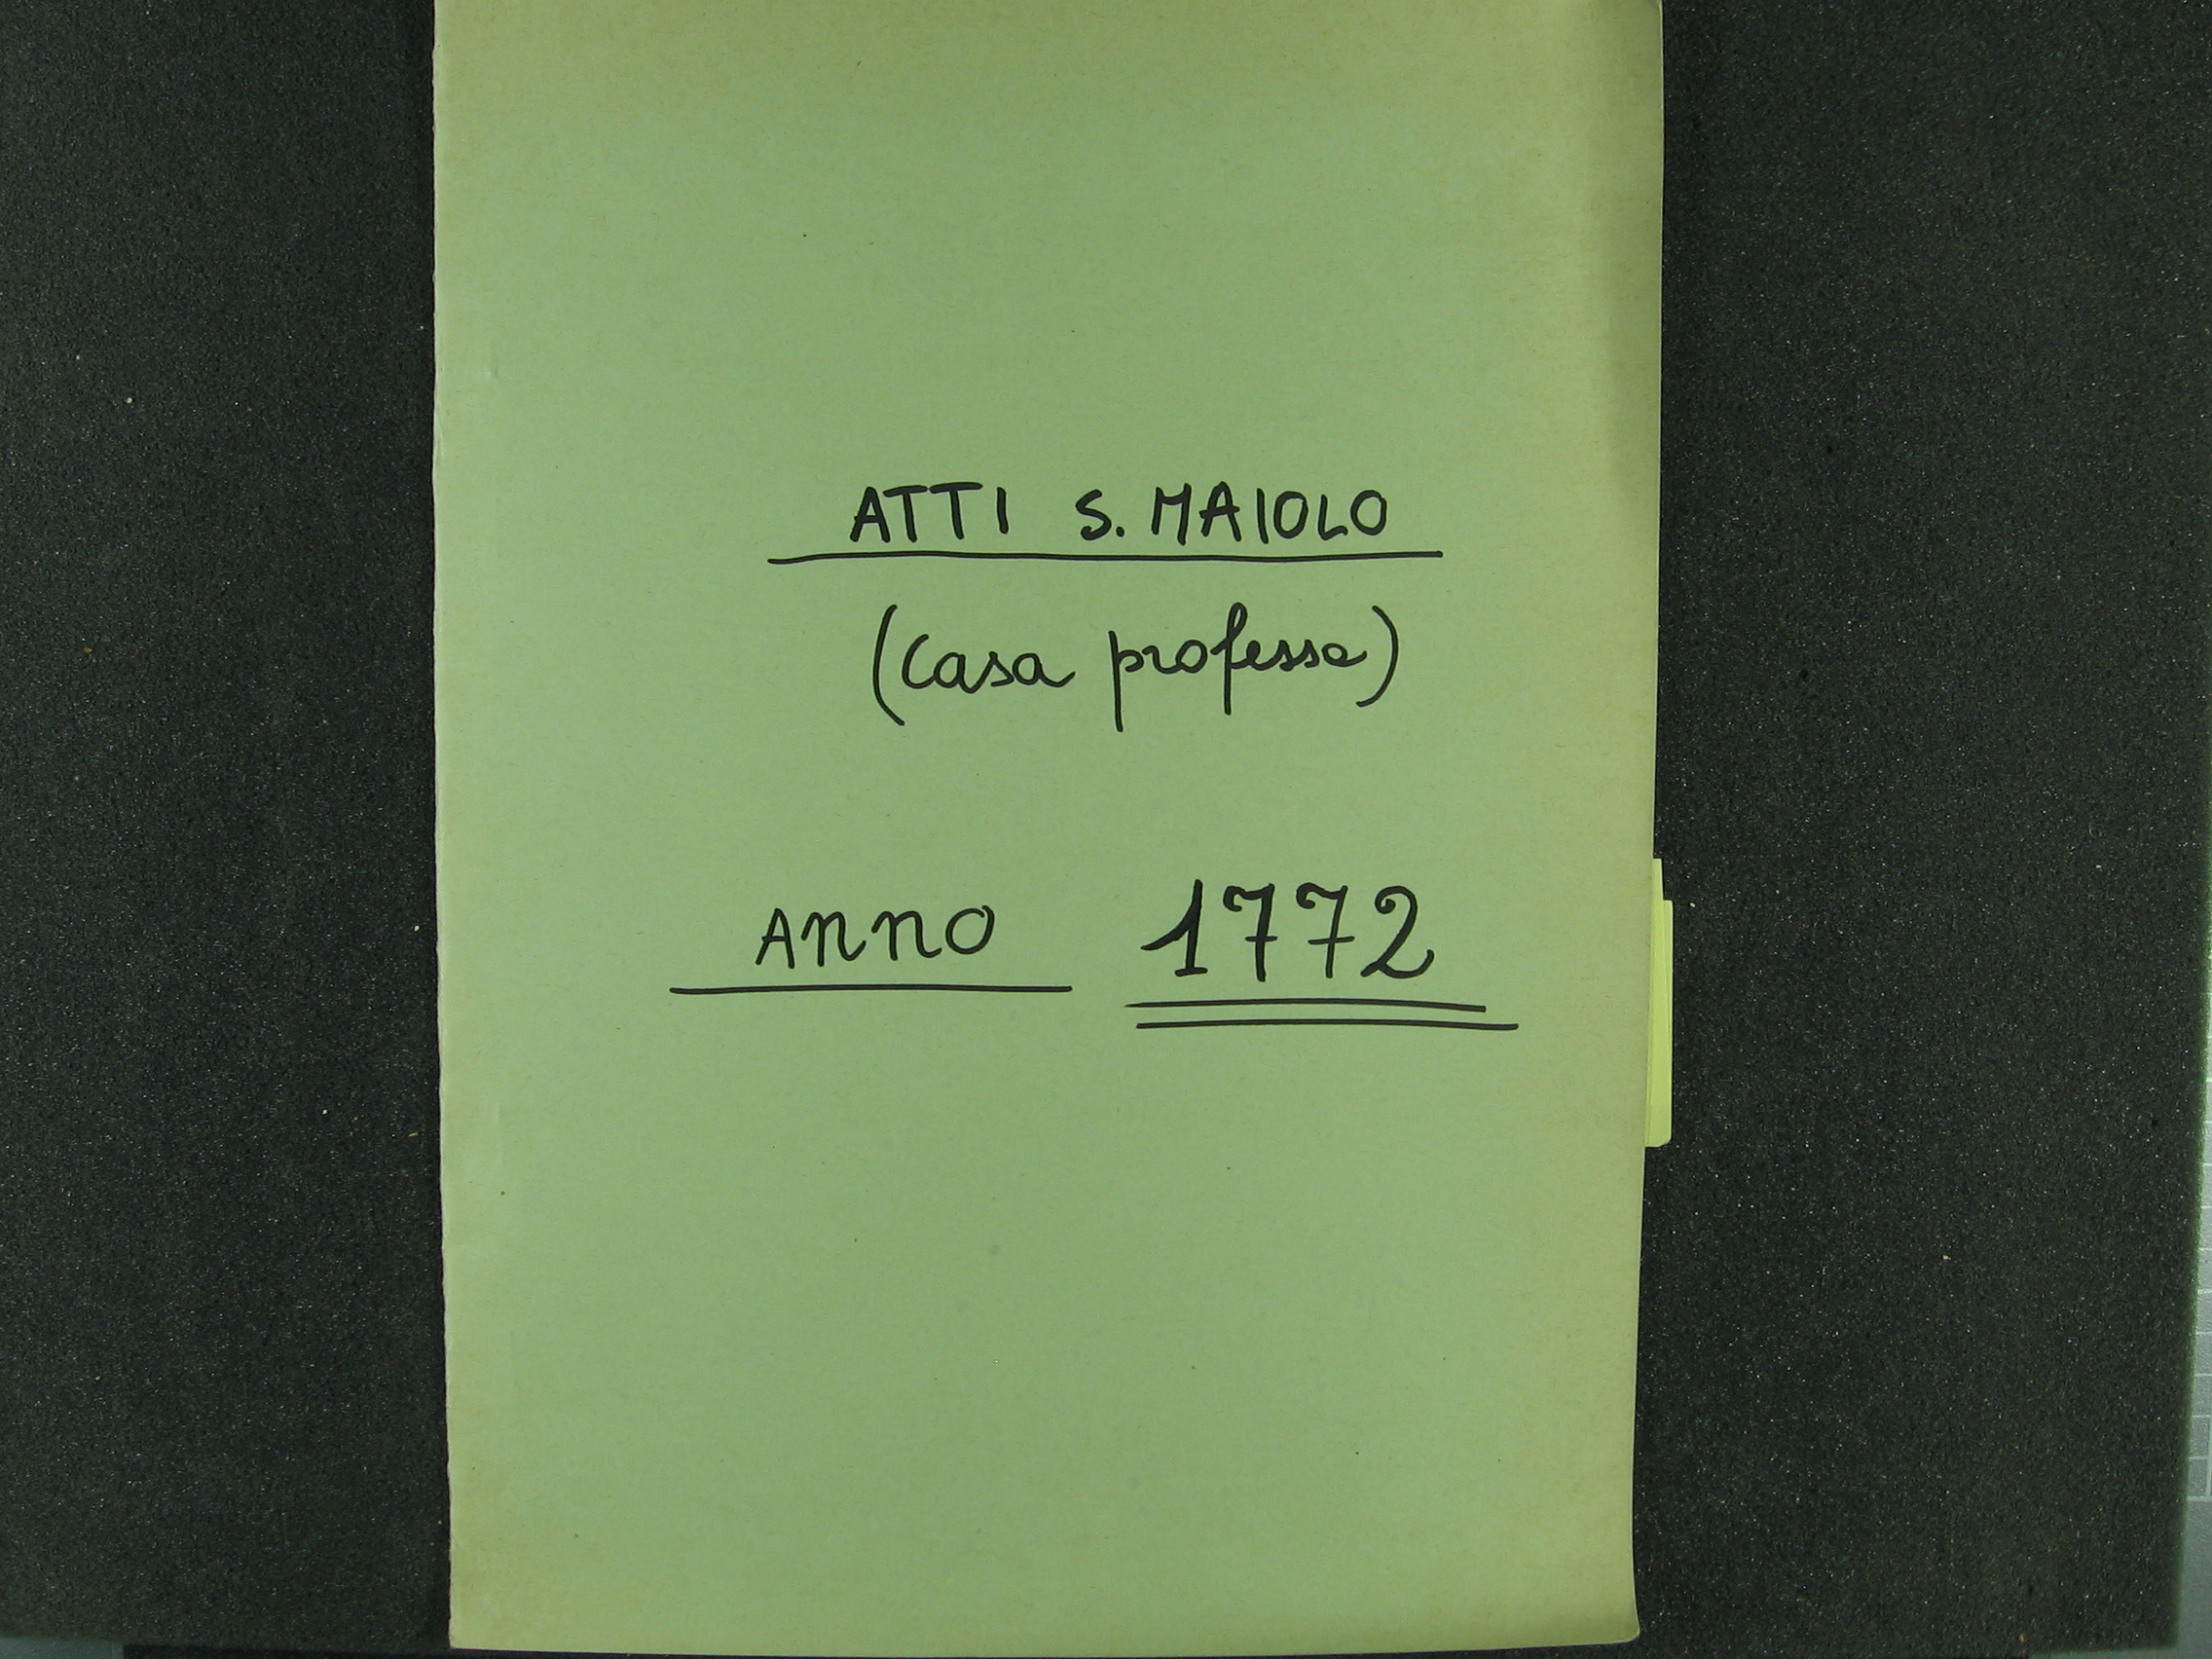 ATTI S. MAIOLO
(Casa professa)
ANNO 1772